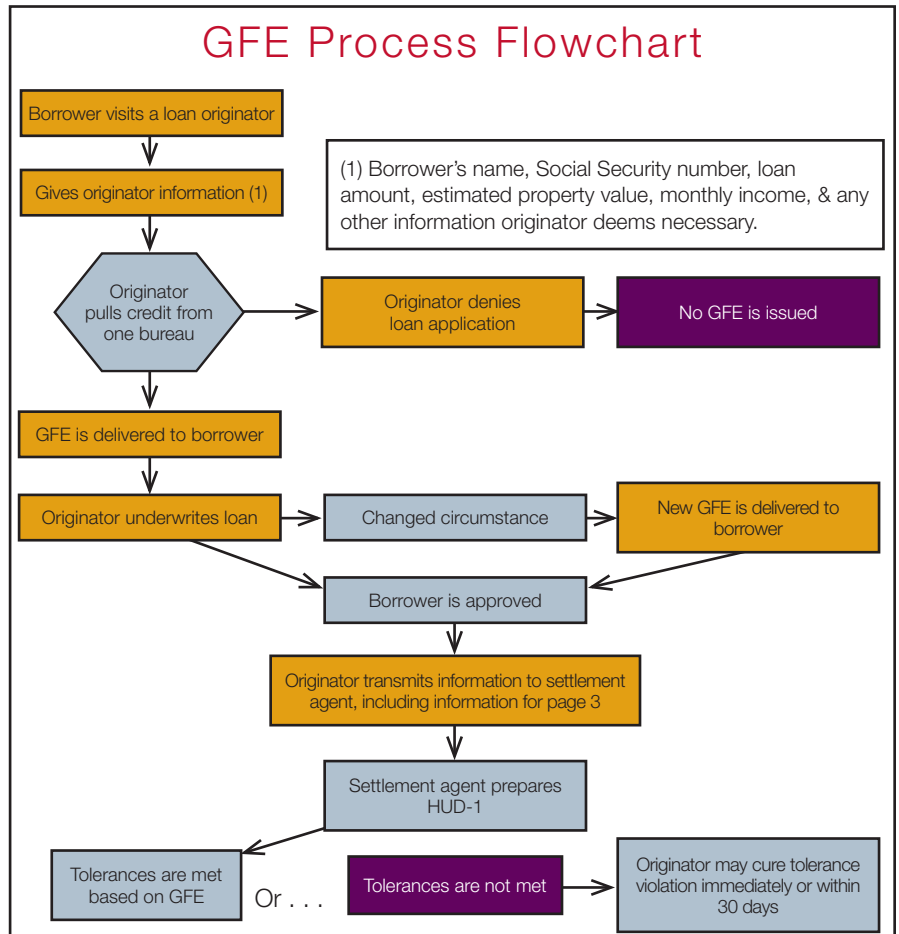 GFE Process Flowchart
Borrower visits a loan originator
(1) Borrower's name, Social Security number, loan
amount, estimated property value, monthly income, & any
other information originator deems necessary.
Gives originator information (1)
Originator
pulls credit from
one bureau
Originator denies
loan application
No GFE is issued
GFE is delivered to borrower
Originator underwrites loan
Changed circumstance
New GFE is delivered to
borrower
Borrower is approved
Originator transmits information to settlement
agent, including information for page 3
Settlement agent prepares
HUD-1
Tolerances are met
based on GFE
Or . . .
Tolerances are not met
Originator may cure tolerance
violation immediately or within
30 days